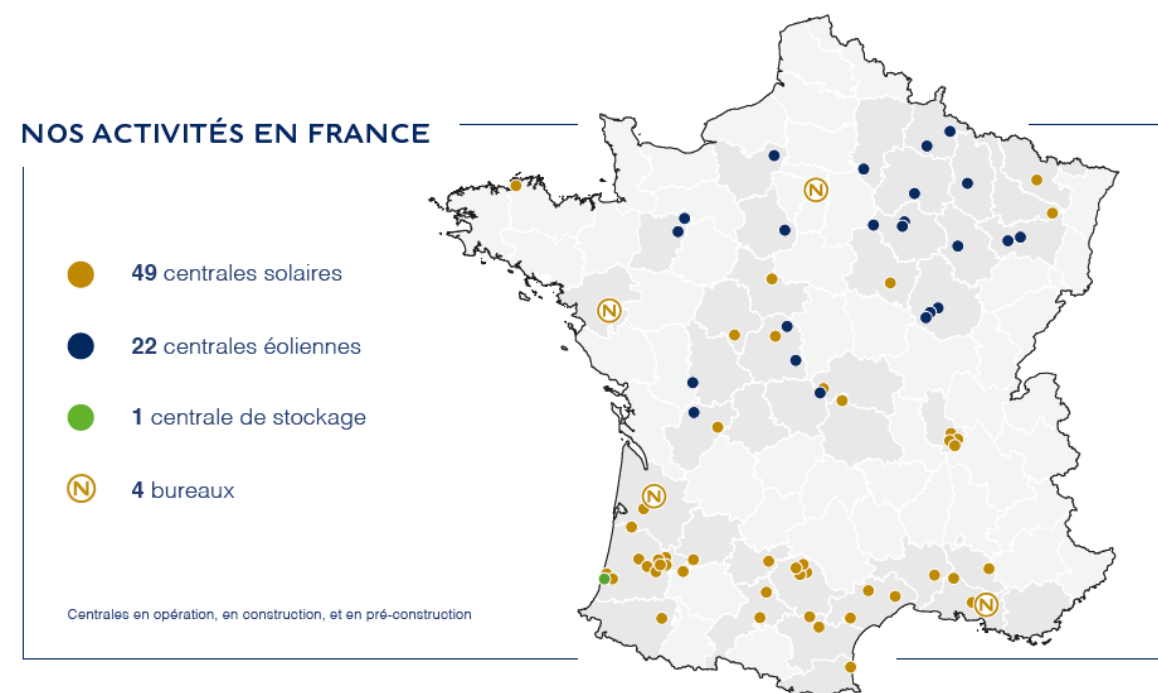 NOS ACTIVITÉS EN FRANCE
49 centrales solaires
22 centrales éoliennes
1 centrale de stockage
N 4 bureaux
Centrales en opération, en construction, et en pré-construction
N
N
N
N